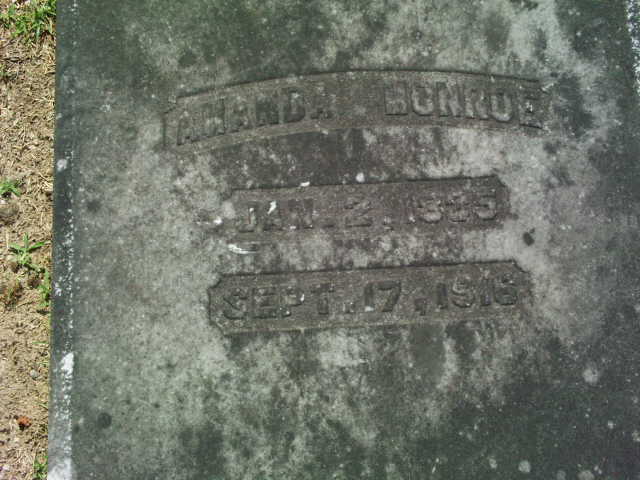 AMANDA MONROE
JAN. 2, 1835
SEPT. 17, 1916